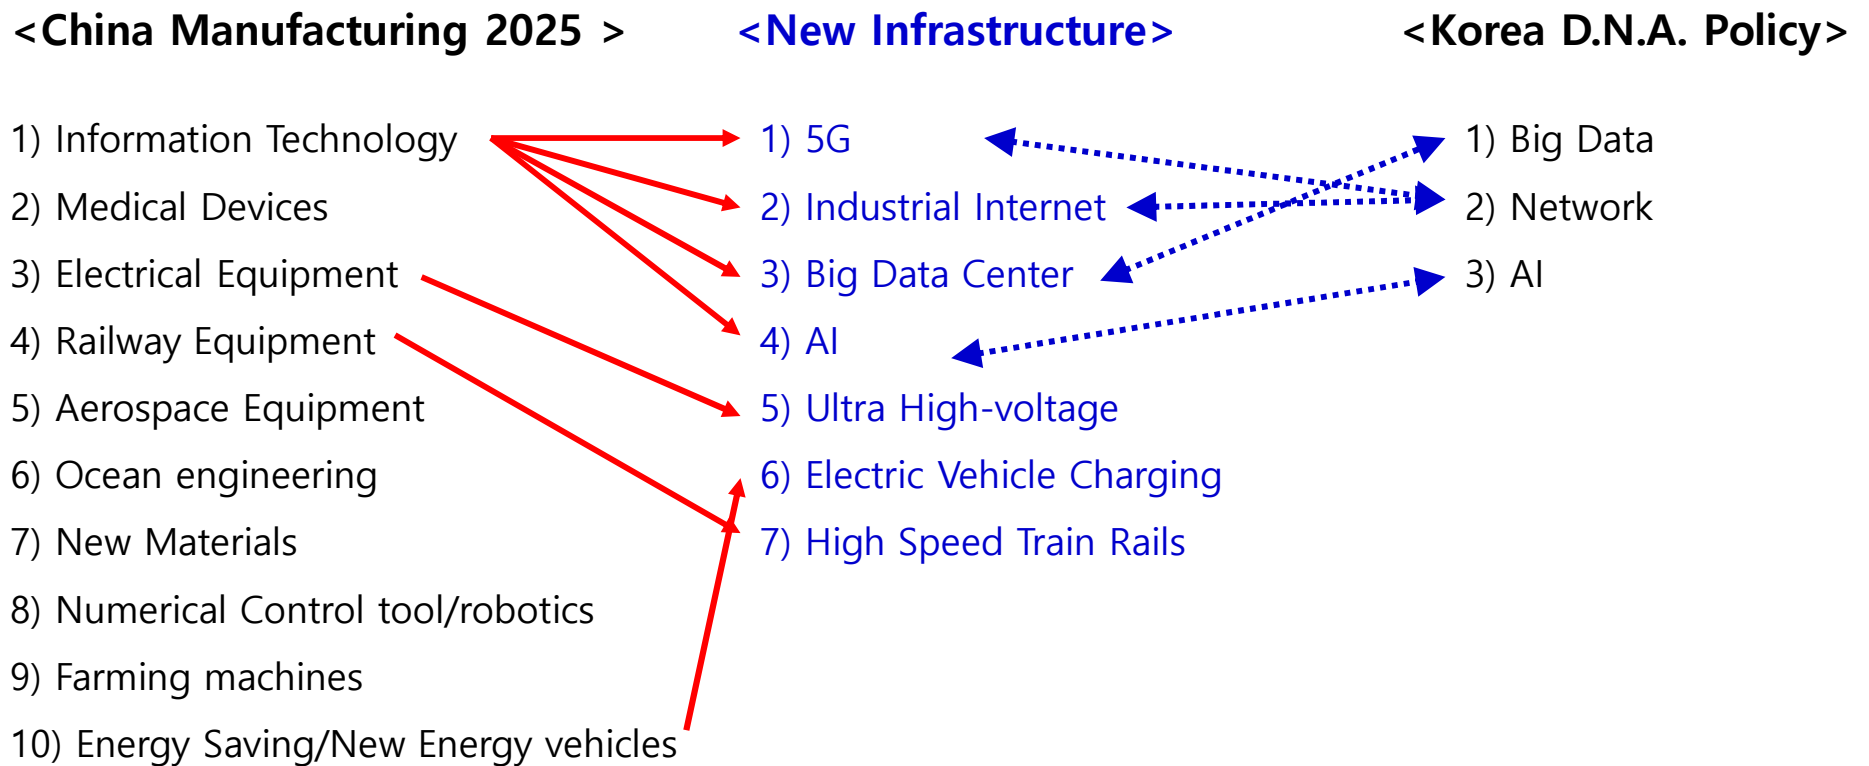 <China Manufacturing 2025 >
1) Information Technology
2) Medical Devices
3) Electrical Equipment
4) Railway Equipment
5) Aerospace Equipment
6) Ocean engineering
7) New Materials
8) Numerical Control tool/robotics
9) Farming machines
10) Energy Saving/New Energy vehicles
<New Infrastructure>
1) 5G
2) Industrial Internet
3) Big Data Center
4) AI
5) Ultra High-voltage
6) Electric Vehicle Charging
7) High Speed Train Rails
<Korea D.N.A. Policy>
1) Big Data
2) Network
3) AI